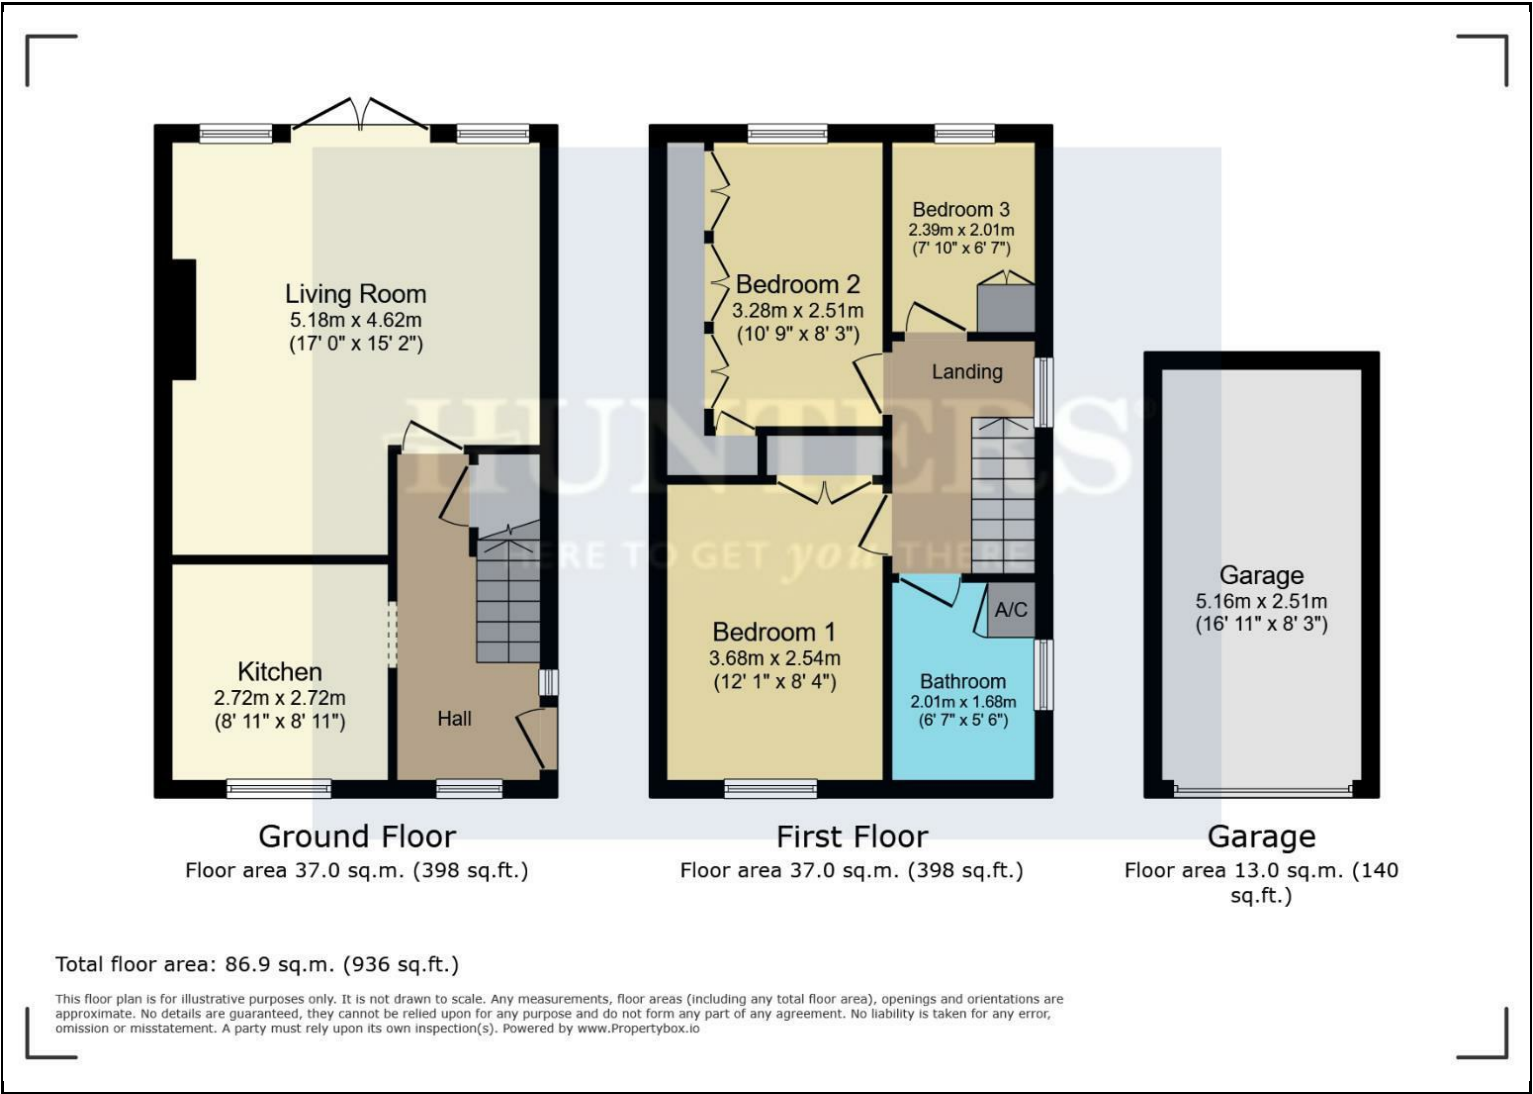 Living Room
5.18m x 4.62m
(17' 0" x 15' 2")
Kitchen
2.72m x 2.72m
(8' 11" x 8' 11")
Hall
Ground Floor
Floor area 37.0 sq.m. (398 sq.ft.)
Bedroom 2
3.28m x 2.51m
(10' 9" x 8' 3")
Bedroom 3
2.39m x 2.01m
(7' 10" x 6' 7")
Landing
Bedroom 1
3.68m x 2.54m
(12' 1" x 8' 4")
A/C
Bathroom
2.01m x 1.68m
(6' 7" x 5' 6")
First Floor
Floor area 37.0 sq.m. (398 sq.ft.)
Garage
5.16m x 2.51m
(16' 11" x 8' 3")
Garage
Floor area 13.0 sq.m. (140
sq.ft.)
HUNTERS®
HERE TO GET you THERE
Total floor area: 86.9 sq.m. (936 sq.ft.)
This floor plan is for illustrative purposes only. It is not drawn to scale. Any measurements, floor areas (including any total floor area), openings and orientations are
approximate. No details are guaranteed, they cannot be relied upon for any purpose and do not form any part of any agreement. No liability is taken for any error,
omission or misstatement. A party must rely upon its own inspection(s). Powered by www.Propertybox.io